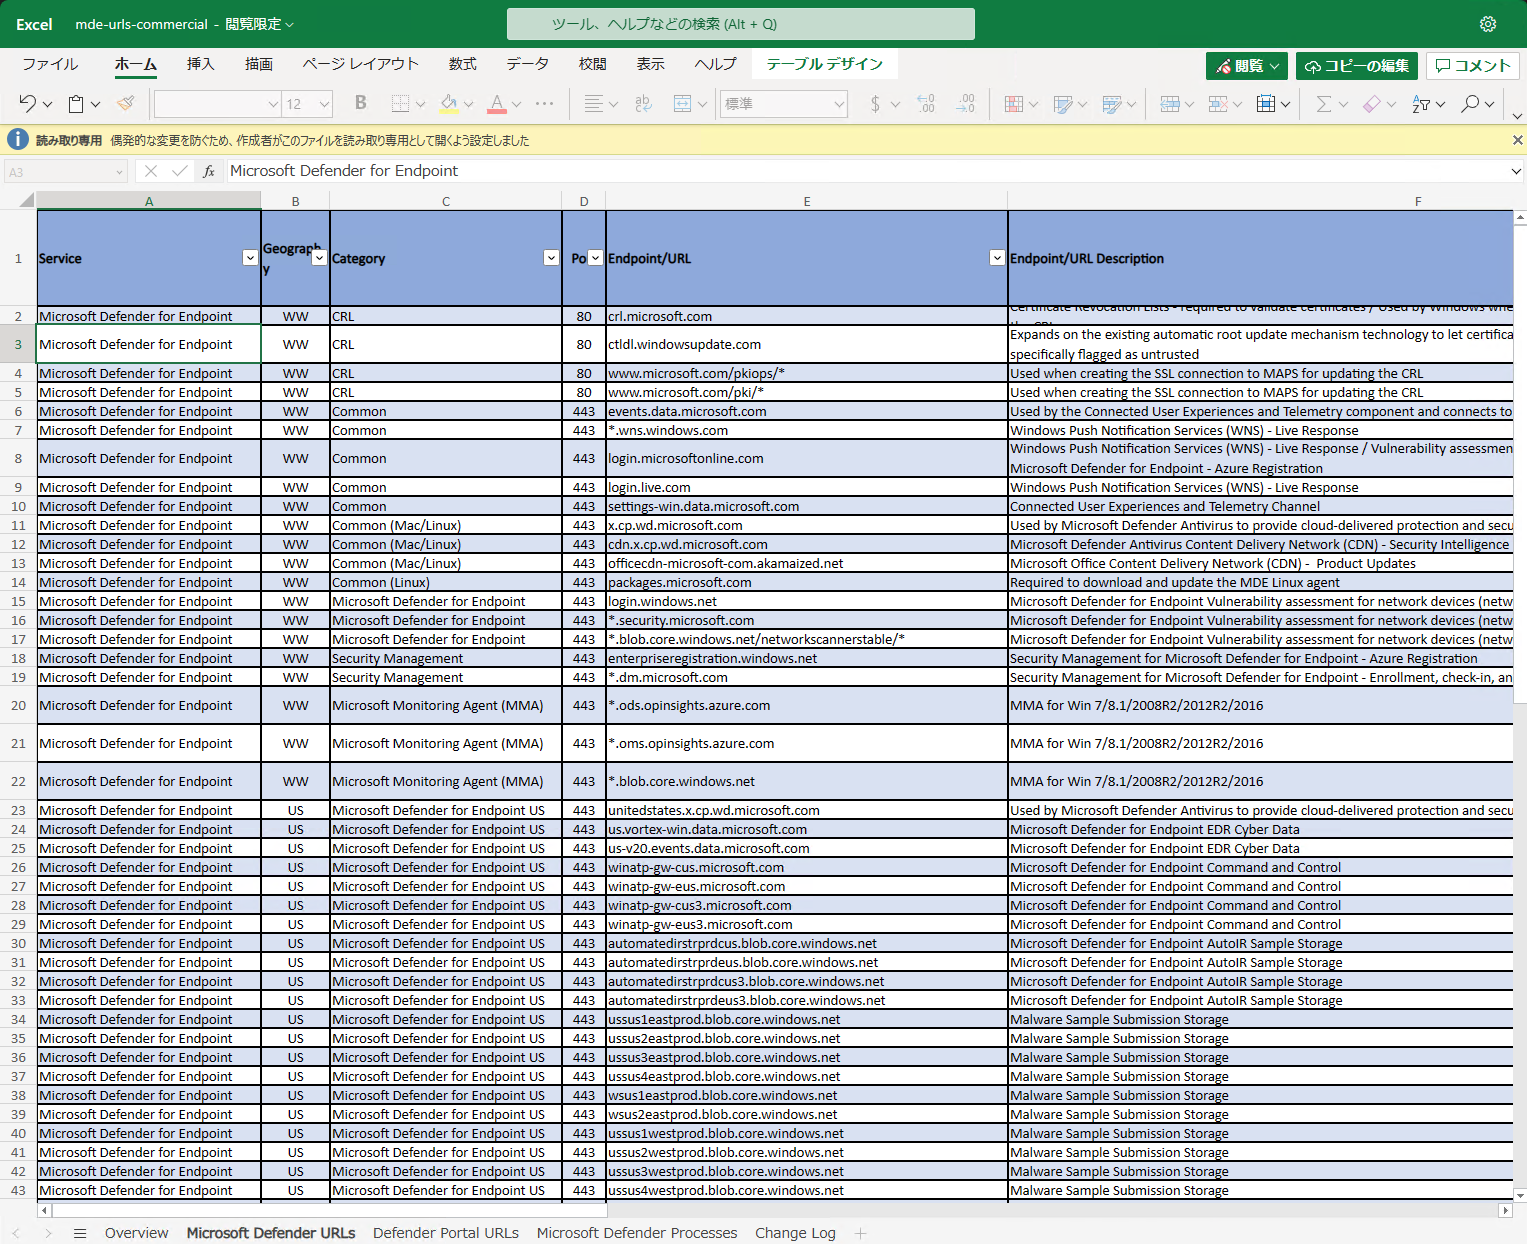 Excel mde-urls-commercial - 閲覧限定 ツール、ヘルプなどの検索 (Alt + Q)
ファイル ホーム 挿入 描画 ページ レイアウト 数式 データ 校閲 表示 ヘルプ テーブル デザイン 閲覧 コピーの編集 コメント
12 B A ab 標準 $ .00
読み取り専用 偶発的な変更を防ぐため、作成者がこのファイルを読み取り専用として開くよう設定しました
A3 fx Microsoft Defender for Endpoint
A B C D E F
1 Service Geography Category Po Endpoint/URL Endpoint/URL Description
2 Microsoft Defender for Endpoint WW CRL 80 crl.microsoft.com Certificate Revocation Lists - required to validate certificates / Used by Windows whe
3 Microsoft Defender for Endpoint WW CRL 80 ctldl.windowsupdate.com Expands on the existing automatic root update mechanism technology to let certifica
specifically flagged as untrusted
4 Microsoft Defender for Endpoint WW CRL 80 www.microsoft.com/pkiops/* Used when creating the SSL connection to MAPS for updating the CRL
5 Microsoft Defender for Endpoint WW CRL 80 www.microsoft.com/pki/* Used when creating the SSL connection to MAPS for updating the CRL
6 Microsoft Defender for Endpoint WW Common 443 events.data.microsoft.com Used by the Connected User Experiences and Telemetry component and connects to
7 Microsoft Defender for Endpoint WW Common 443 *.wns.windows.com Windows Push Notification Services (WNS) - Live Response
8 Microsoft Defender for Endpoint WW Common 443 login.microsoftonline.com Windows Push Notification Services (WNS) - Live Response / Vulnerability assessmen
Microsoft Defender for Endpoint - Azure Registration
9 Microsoft Defender for Endpoint WW Common 443 login.live.com Windows Push Notification Services (WNS) - Live Response
10 Microsoft Defender for Endpoint WW Common 443 settings-win.data.microsoft.com Connected User Experiences and Telemetry Channel
11 Microsoft Defender for Endpoint WW Common (Mac/Linux) 443 x.cp.wd.microsoft.com Used by Microsoft Defender Antivirus to provide cloud-delivered protection and secu
12 Microsoft Defender for Endpoint WW Common (Mac/Linux) 443 cdn.x.cp.wd.microsoft.com Microsoft Defender Antivirus Content Delivery Network (CDN) - Security Intelligence
13 Microsoft Defender for Endpoint WW Common (Mac/Linux) 443 officecdn-microsoft-com.akamaized.net Microsoft Office Content Delivery Network (CDN) - Product Updates
14 Microsoft Defender for Endpoint WW Common (Linux) 443 packages.microsoft.com Required to download and update the MDE Linux agent
15 Microsoft Defender for Endpoint WW Microsoft Defender for Endpoint 443 login.windows.net Microsoft Defender for Endpoint Vulnerability assessment for network devices (netw
16 Microsoft Defender for Endpoint WW Microsoft Defender for Endpoint 443 *.security.microsoft.com Microsoft Defender for Endpoint Vulnerability assessment for network devices (netw
17 Microsoft Defender for Endpoint WW Microsoft Defender for Endpoint 443 *.blob.core.windows.net/networkscannerstable/* Microsoft Defender for Endpoint Vulnerability assessment for network devices (netw
18 Microsoft Defender for Endpoint WW Security Management 443 enterpriseregistration.windows.net Security Management for Microsoft Defender for Endpoint - Azure Registration
19 Microsoft Defender for Endpoint WW Security Management 443 *.dm.microsoft.com Security Management for Microsoft Defender for Endpoint - Enrollment, check-in, an
20 Microsoft Defender for Endpoint WW Microsoft Monitoring Agent (MMA) 443 *.ods.opinsights.azure.com MMA for Win 7/8.1/2008R2/2012R2/2016
21 Microsoft Defender for Endpoint WW Microsoft Monitoring Agent (MMA) 443 *.oms.opinsights.azure.com MMA for Win 7/8.1/2008R2/2012R2/2016
22 Microsoft Defender for Endpoint WW Microsoft Monitoring Agent (MMA) 443 *.blob.core.windows.net MMA for Win 7/8.1/2008R2/2012R2/2016
23 Microsoft Defender for Endpoint US Microsoft Defender for Endpoint US 443 unitedstates.x.cp.wd.microsoft.com Used by Microsoft Defender Antivirus to provide cloud-delivered protection and secu
24 Microsoft Defender for Endpoint US Microsoft Defender for Endpoint US 443 us.vortex-win.data.microsoft.com Microsoft Defender for Endpoint EDR Cyber Data
25 Microsoft Defender for Endpoint US Microsoft Defender for Endpoint US 443 us-v20.events.data.microsoft.com Microsoft Defender for Endpoint EDR Cyber Data
26 Microsoft Defender for Endpoint US Microsoft Defender for Endpoint US 443 winatp-gw-cus.microsoft.com Microsoft Defender for Endpoint Command and Control
27 Microsoft Defender for Endpoint US Microsoft Defender for Endpoint US 443 winatp-gw-eus.microsoft.com Microsoft Defender for Endpoint Command and Control
28 Microsoft Defender for Endpoint US Microsoft Defender for Endpoint US 443 winatp-gw-cus3.microsoft.com Microsoft Defender for Endpoint Command and Control
29 Microsoft Defender for Endpoint US Microsoft Defender for Endpoint US 443 winatp-gw-eus3.microsoft.com Microsoft Defender for Endpoint Command and Control
30 Microsoft Defender for Endpoint US Microsoft Defender for Endpoint US 443 automatedirstrprdcus.blob.core.windows.net Microsoft Defender for Endpoint AutoIR Sample Storage
31 Microsoft Defender for Endpoint US Microsoft Defender for Endpoint US 443 automatedirstrprdeus.blob.core.windows.net Microsoft Defender for Endpoint AutoIR Sample Storage
32 Microsoft Defender for Endpoint US Microsoft Defender for Endpoint US 443 automatedirstrprdcus3.blob.core.windows.net Microsoft Defender for Endpoint AutoIR Sample Storage
33 Microsoft Defender for Endpoint US Microsoft Defender for Endpoint US 443 automatedirstrprdeus3.blob.core.windows.net Microsoft Defender for Endpoint AutoIR Sample Storage
34 Microsoft Defender for Endpoint US Microsoft Defender for Endpoint US 443 ussus1eastprod.blob.core.windows.net Malware Sample Submission Storage
35 Microsoft Defender for Endpoint US Microsoft Defender for Endpoint US 443 ussus2eastprod.blob.core.windows.net Malware Sample Submission Storage
36 Microsoft Defender for Endpoint US Microsoft Defender for Endpoint US 443 ussus3eastprod.blob.core.windows.net Malware Sample Submission Storage
37 Microsoft Defender for Endpoint US Microsoft Defender for Endpoint US 443 ussus4eastprod.blob.core.windows.net Malware Sample Submission Storage
38 Microsoft Defender for Endpoint US Microsoft Defender for Endpoint US 443 wsus1eastprod.blob.core.windows.net Malware Sample Submission Storage
39 Microsoft Defender for Endpoint US Microsoft Defender for Endpoint US 443 wsus2eastprod.blob.core.windows.net Malware Sample Submission Storage
40 Microsoft Defender for Endpoint US Microsoft Defender for Endpoint US 443 ussus1westprod.blob.core.windows.net Malware Sample Submission Storage
41 Microsoft Defender for Endpoint US Microsoft Defender for Endpoint US 443 ussus2westprod.blob.core.windows.net Malware Sample Submission Storage
42 Microsoft Defender for Endpoint US Microsoft Defender for Endpoint US 443 ussus3westprod.blob.core.windows.net Malware Sample Submission Storage
43 Microsoft Defender for Endpoint US Microsoft Defender for Endpoint US 443 ussus4westprod.blob.core.windows.net Malware Sample Submission Storage
Overview Microsoft Defender URLs Defender Portal URLs Microsoft Defender Processes Change Log